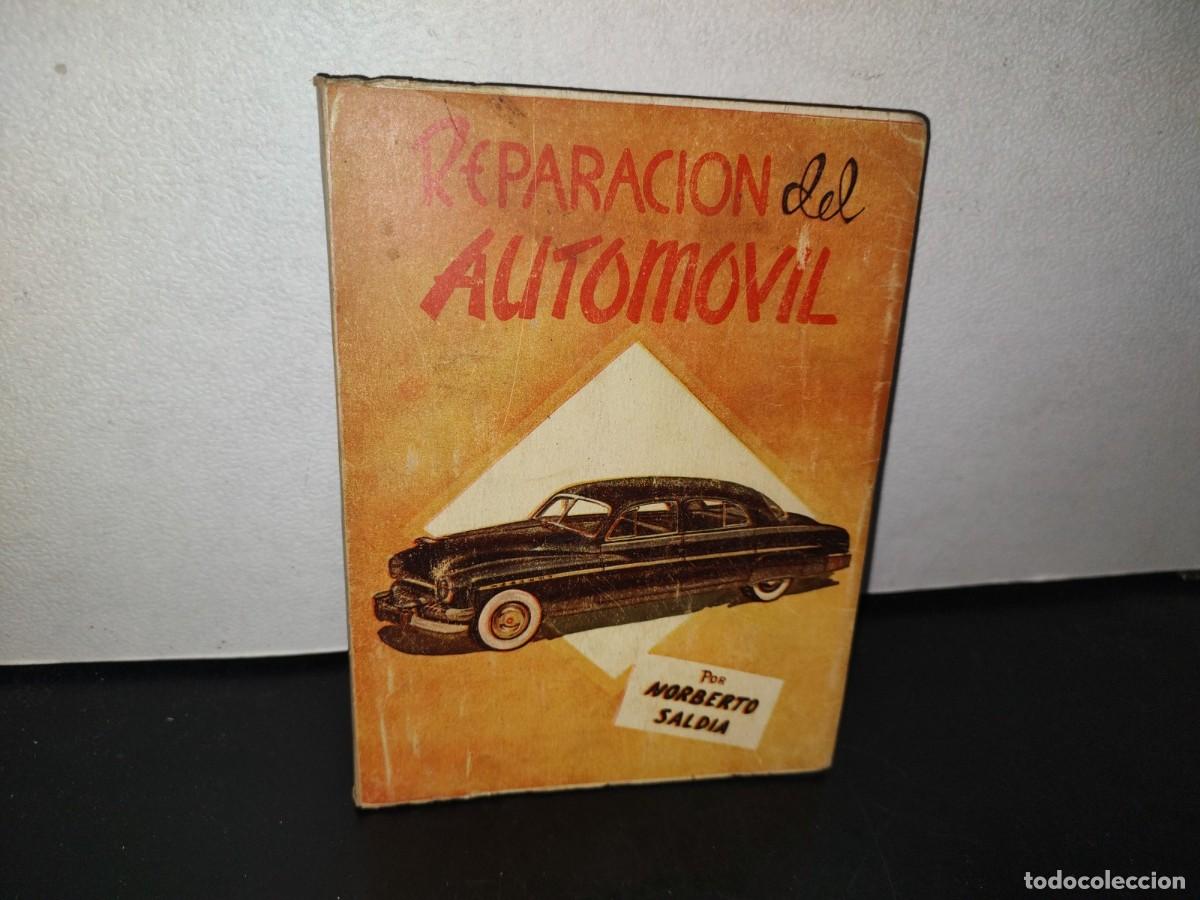 REPARACION del
AUTOMOVIL
POR
NORBERTO
SALDIA
todocoleccion